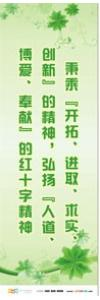 秉乘『开拓、进取、求实、
创新』的精神，弘扬『人道、
博爱、奉献』的红十字精神